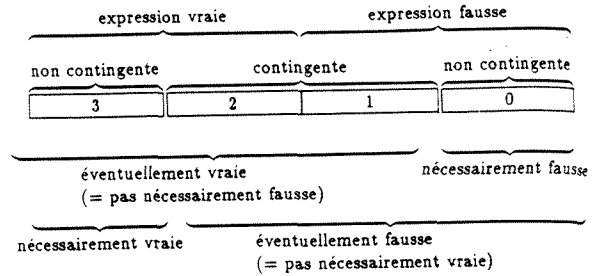 expression vraie expression fausse
non contingente contingente non contingente
3 2 1 0
éventuellement vraie nécessairement fausse
(= pas nécessairement fausse)
nécessairement vraie éventuellement fausse
(= pas nécessairement vraie)